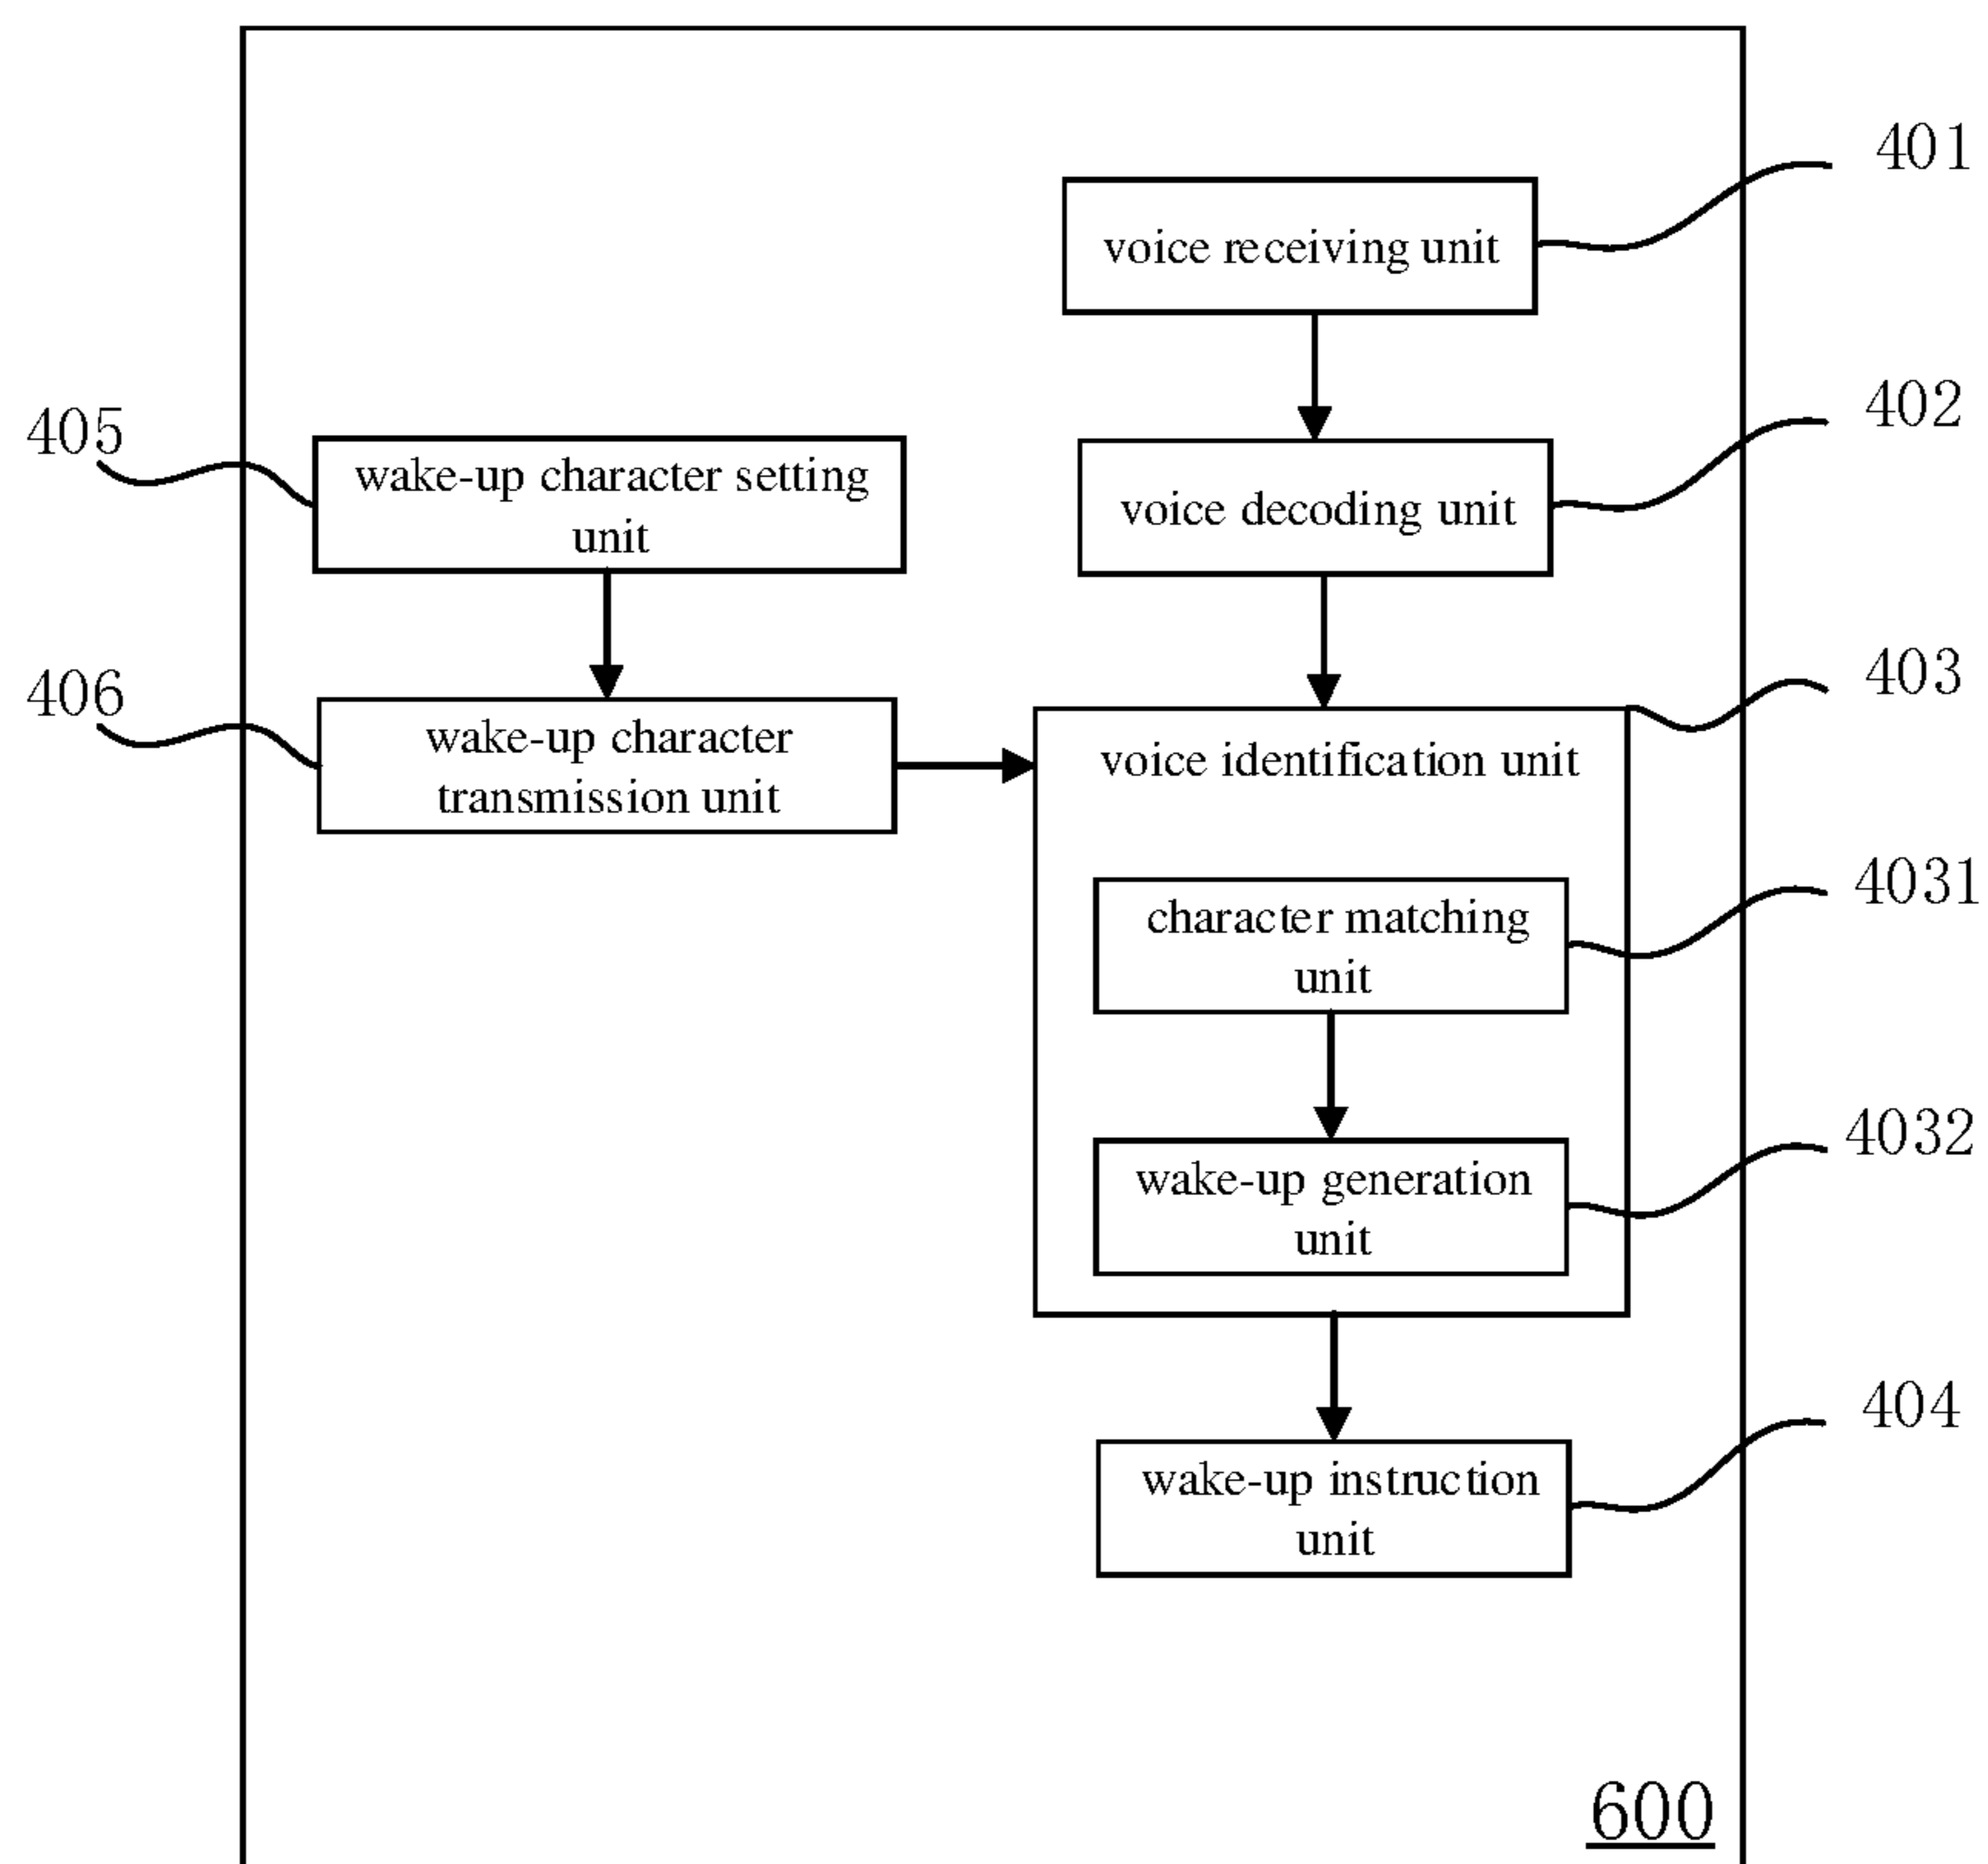 401
voice receiving unit
402
405
wake-up character setting
unit
voice decoding unit
403
406
wake-up character
transmission unit
voice identification unit
4031
character matching
unit
4032
wake-up generation
unit
404
wake-up instruction
unit
600